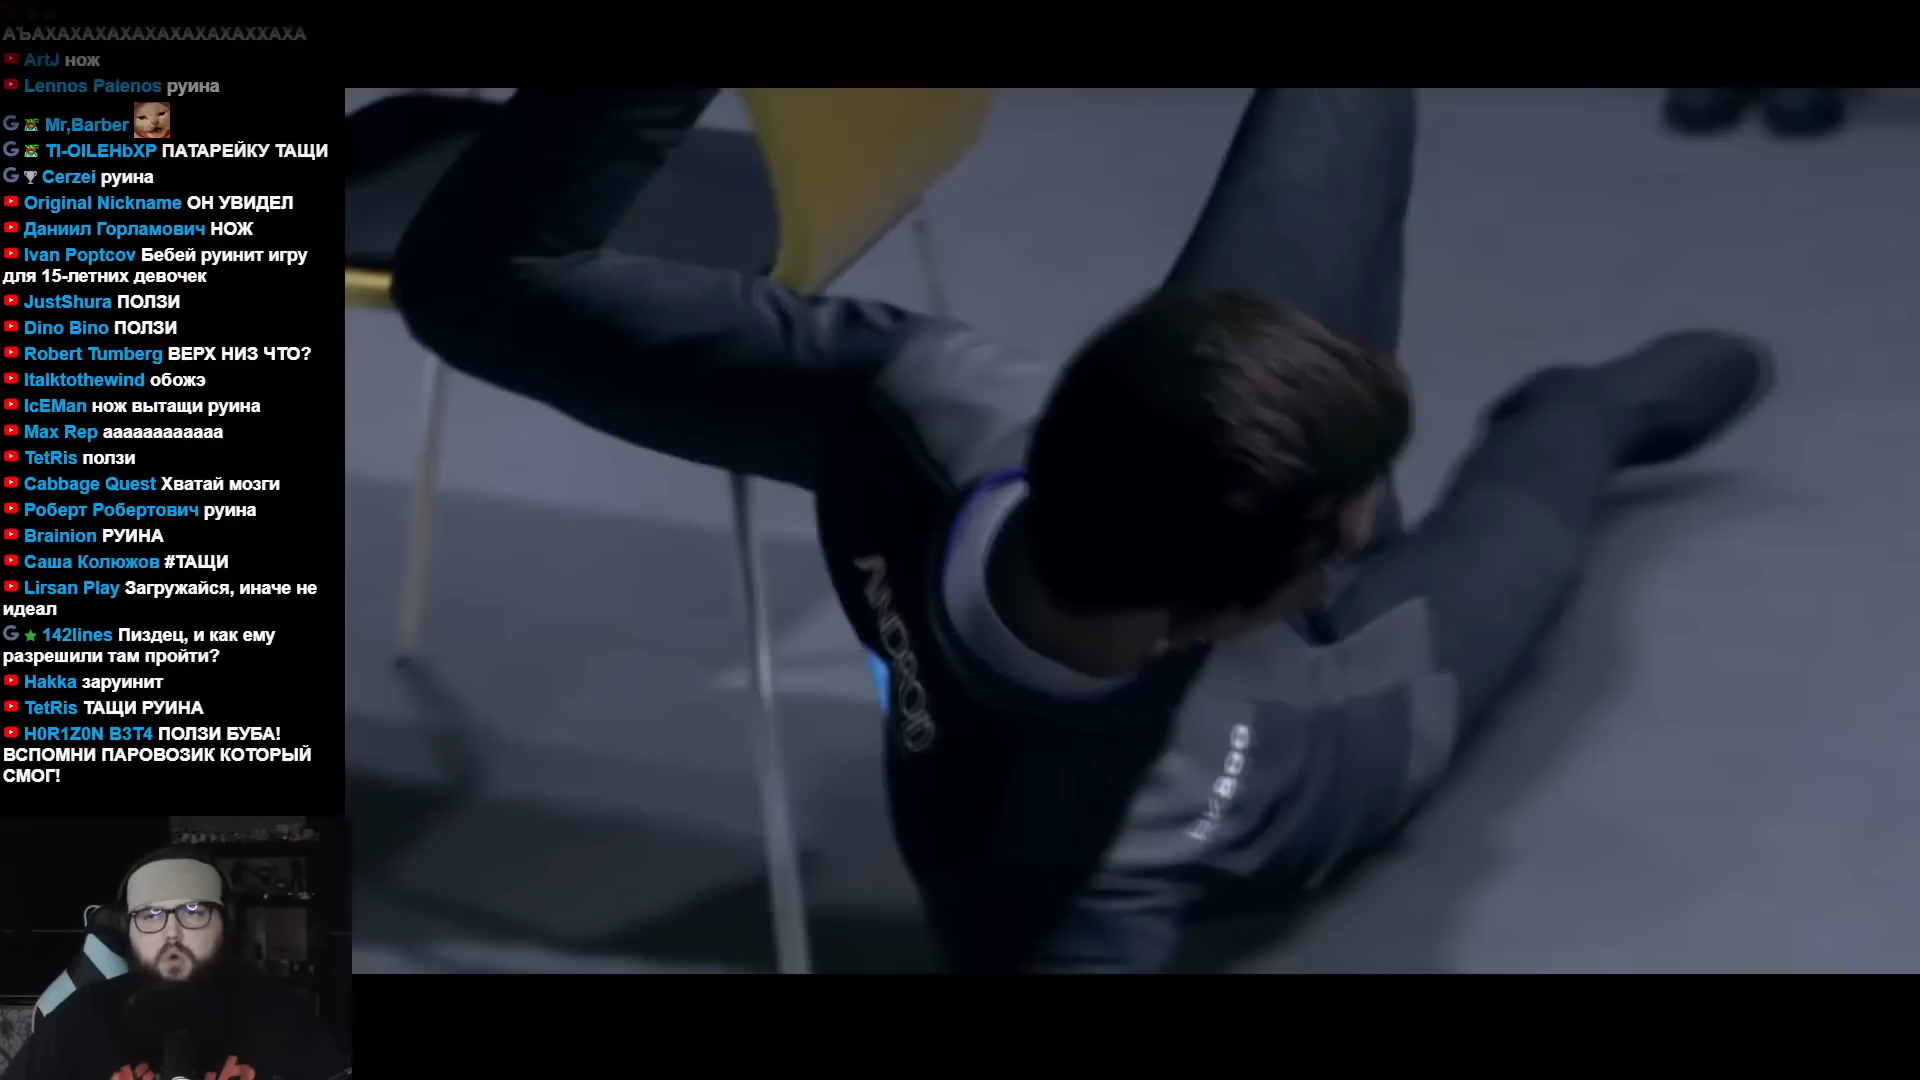 АЪАХАХАХАХАХАХАХАХАХХАХА
ArtJ нож
Lennos Palenos руина
Mr,Barber
TI-OILEHbXP ПАТАРЕЙКУ ТАЩИ
Cerzei руина
Original Nickname ОН УВИДЕЛ
Даниил Горламович НОЖ
Ivan Poptcov Бебей руинит игру
для 15-летних девочек
JustShura ПОЛЗИ
Dino Bino ПОЛЗИ
Robert Tumberg ВЕРХ НИЗ ЧТО?
Italktothewind обожэ
IcEMan нож вытащи руина
Max Rep аааааааааааа
TetRis ползи
Cabbage Quest Хватай мозги
Роберт Робертович руина
Brainion РУИНА
Саша Колюжов #ТАЩИ
Lirsan Play Загружайся, иначе не
идеал
142lines Пиздец, и как ему
разрешили там пройти?
Hakka заруинит
TetRis ТАЩИ РУИНА
H0R1Z0N B3T4 ПОЛЗИ БУБА!
ВСПОМНИ ПАРОВОЗИК КОТОРЫЙ
СМОГ!
ANDROID
RK800